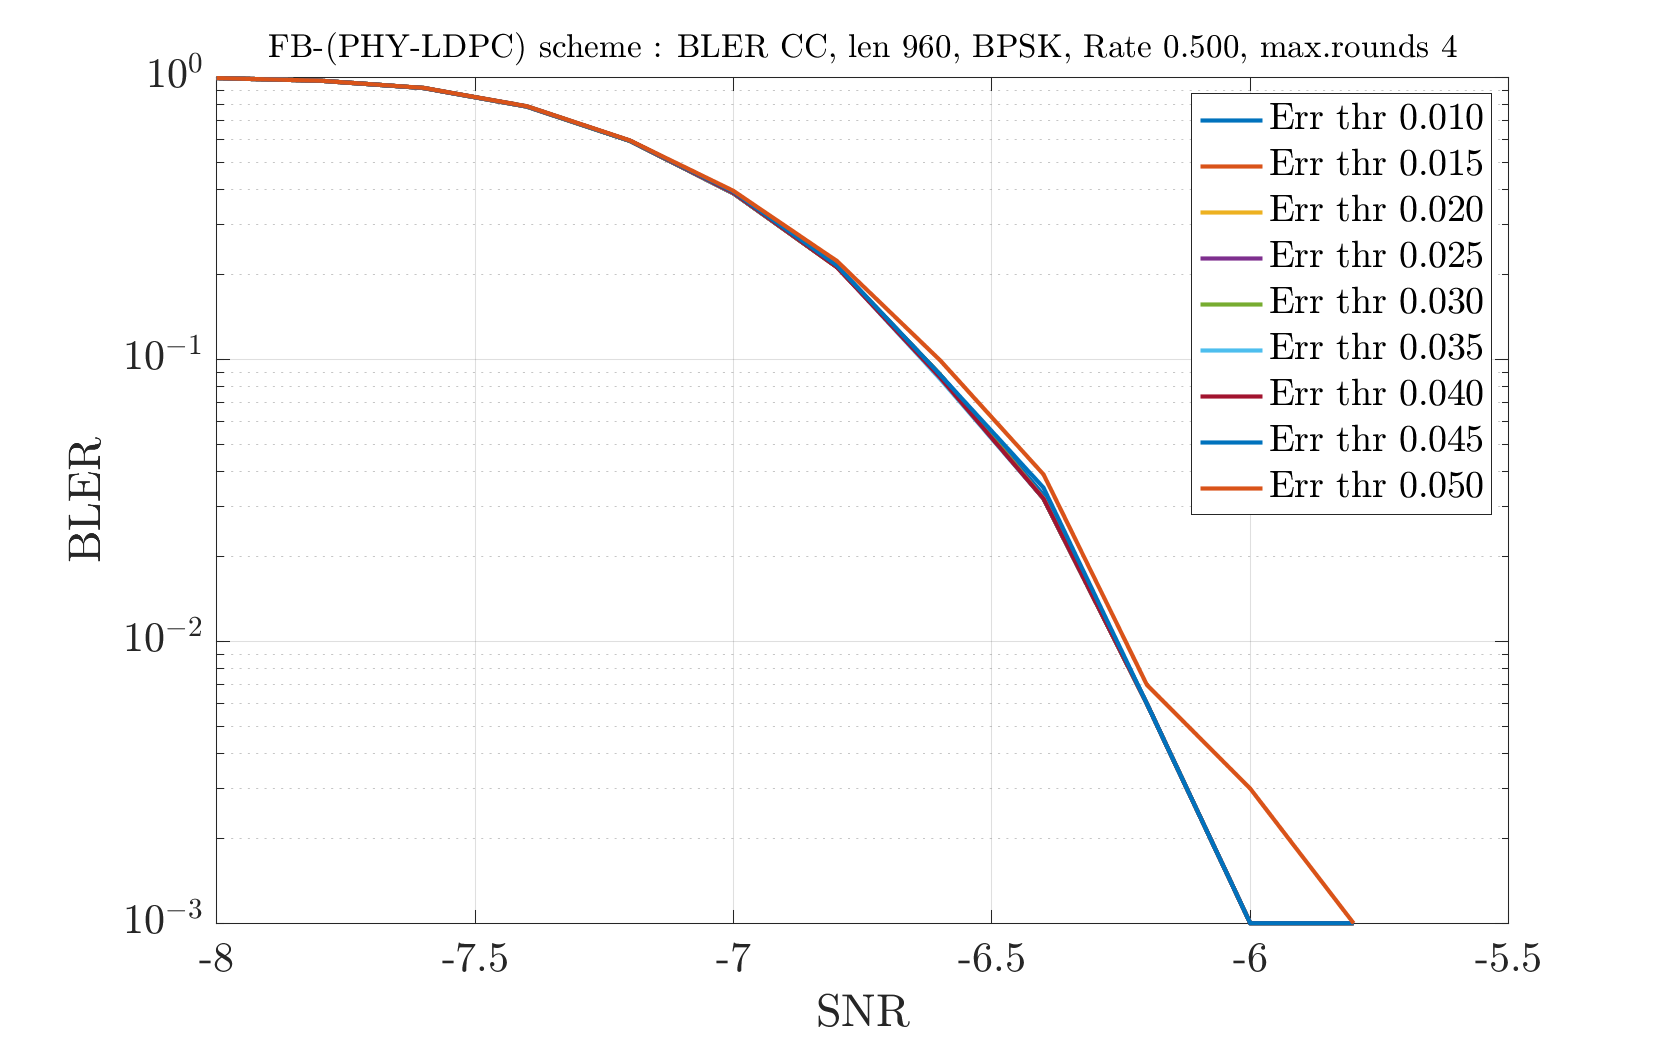 FB-(PHY-LDPC) scheme : BLER CC, len 960, BPSK, Rate 0.500, max.rounds 4
10^0
10^-1
10^-2
10^-3
BLER
Err thr 0.010
Err thr 0.015
Err thr 0.020
Err thr 0.025
Err thr 0.030
Err thr 0.035
Err thr 0.040
Err thr 0.045
Err thr 0.050
-8 -7.5 -7 -6.5 -6 -5.5
SNR